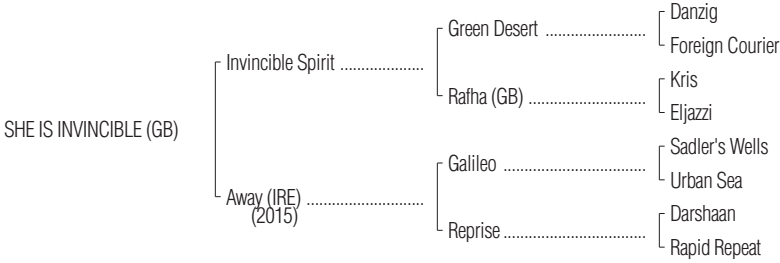 Danzig
Green Desert ........................
Foreign Courier
Invincible Spirit ...................
Kris
Rafha (GB) ............................
Eljazzi
SHE IS INVINCIBLE (GB)
Sadler's Wells
Galileo ..................................
Urban Sea
Away (IRE) ...........................
(2015)
Darshaan
Reprise ..................................
Rapid Repeat